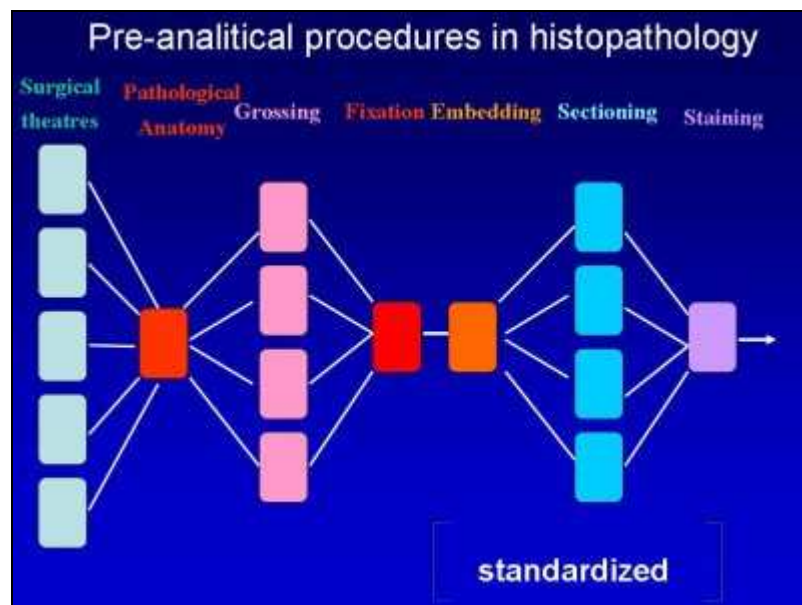 Pre-analitical procedures in histopathology
Surgical theatres
Pathological Anatomy
Grossing
Fixation
Embedding
Sectioning
Staining
standardized